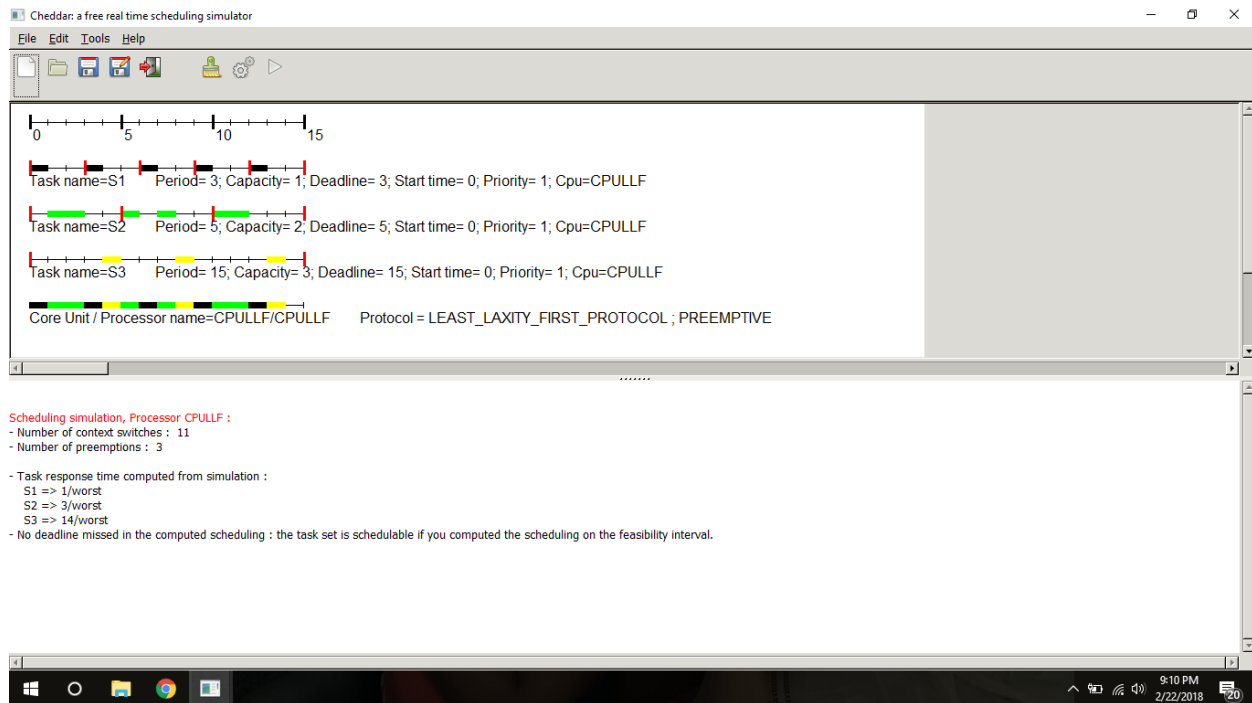 Cheddar: a free real time scheduling simulator
File Edit Tools Help
0 5 10 15
Task name=S1 Period= 3; Capacity= 1; Deadline= 3; Start time= 0; Priority= 1; Cpu=CPULLF
Task name=S2 Period= 5; Capacity= 2; Deadline= 5; Start time= 0; Priority= 1; Cpu=CPULLF
Task name=S3 Period= 15; Capacity= 3; Deadline= 15; Start time= 0; Priority= 1; Cpu=CPULLF
Core Unit / Processor name=CPULLF/CPULLF Protocol = LEAST_LAXITY_FIRST_PROTOCOL ; PREEMPTIVE
Scheduling simulation, Processor CPULLF :
- Number of context switches : 11
- Number of preemptions : 3
- Task response time computed from simulation :
S1 => 1/worst
S2 => 3/worst
S3 => 14/worst
- No deadline missed in the computed scheduling : the task set is schedulable if you computed the scheduling on the feasibility interval.
9:10 PM
2/22/2018
20